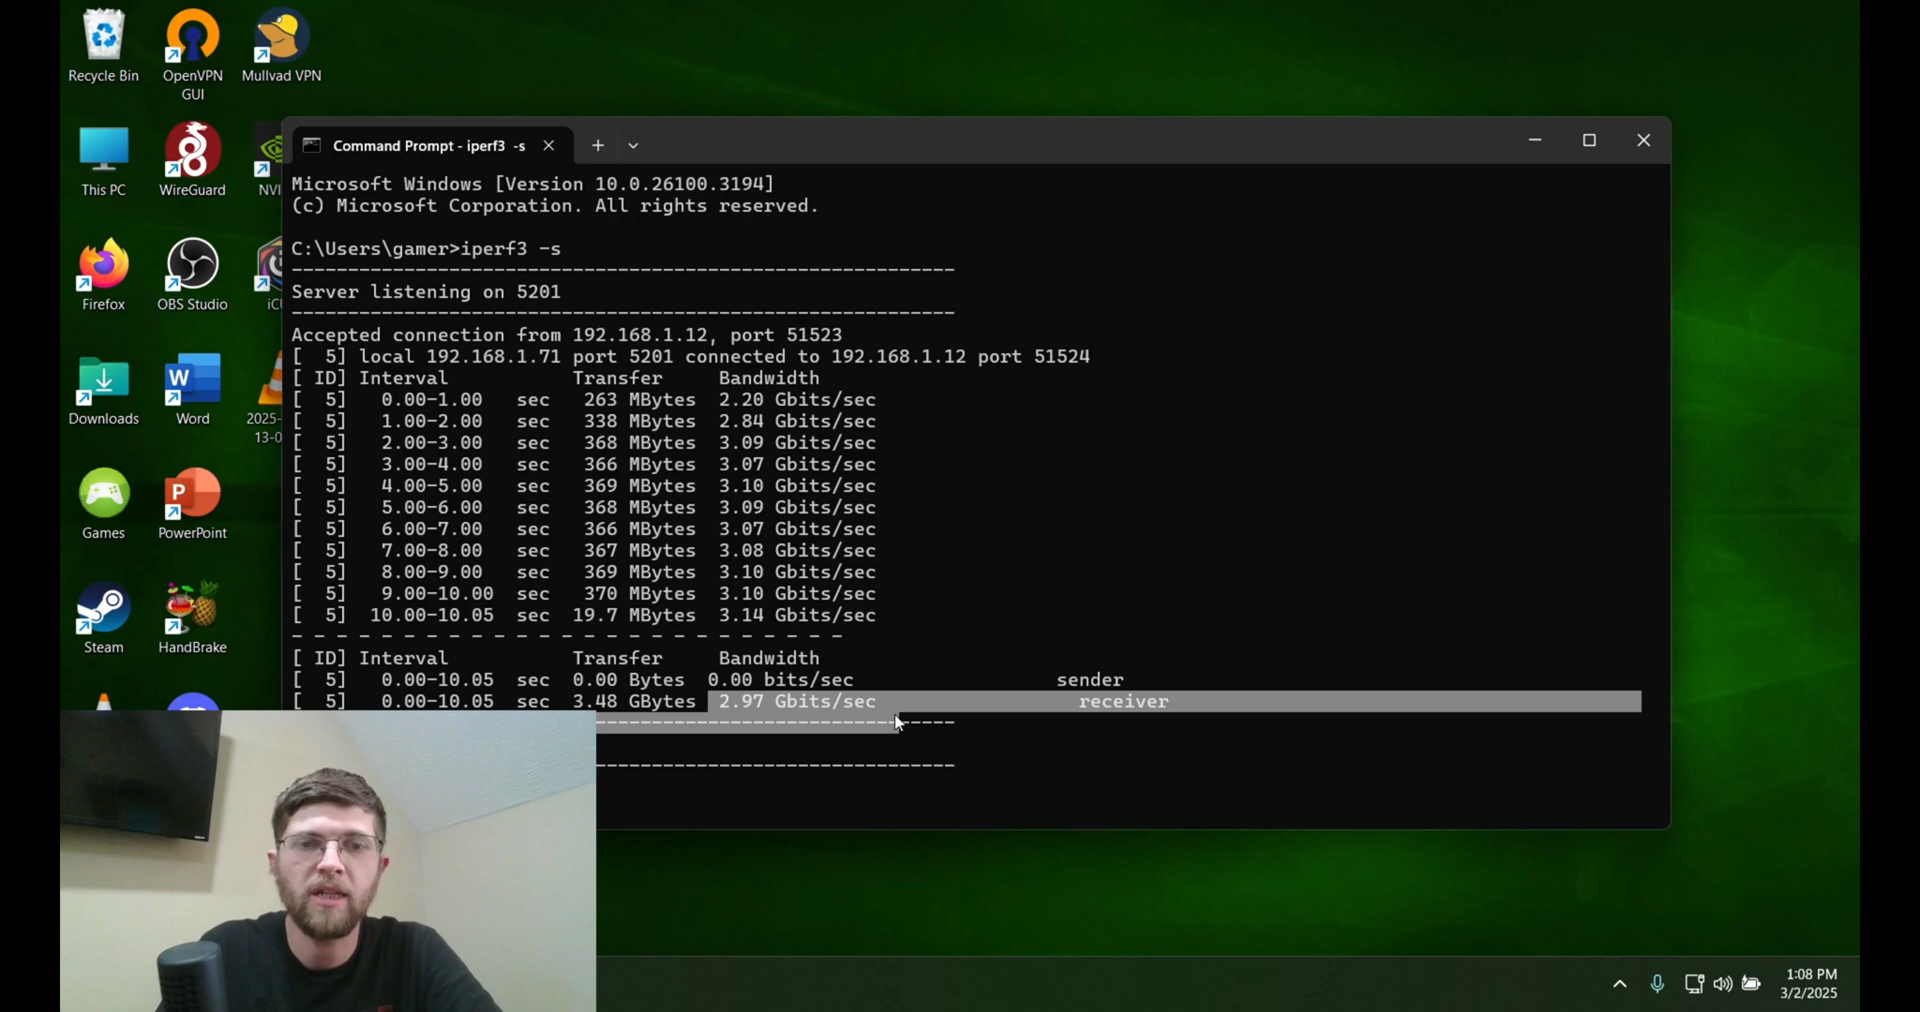 Recycle Bin
OpenVPN
GUI
Mullvad VPN
This PC
WireGuard
NVI
Firefox
OBS Studio
iCU
Downloads
Word
2025-
13-0
Games
PowerPoint
Steam
HandBrake
Command Prompt - iperf3  -s
Microsoft Windows [Version 10.0.26100.3194]
(c) Microsoft Corporation. All rights reserved.
C:\Users\gamer>iperf3 -s
-----------------------------------------------------------
Server listening on 5201
-----------------------------------------------------------
Accepted connection from 192.168.1.12, port 51523
[  5] local 192.168.1.71 port 5201 connected to 192.168.1.12 port 51524
[ ID] Interval           Transfer     Bandwidth
[  5]   0.00-1.00   sec   263 MBytes  2.20 Gbits/sec
[  5]   1.00-2.00   sec   338 MBytes  2.84 Gbits/sec
[  5]   2.00-3.00   sec   368 MBytes  3.09 Gbits/sec
[  5]   3.00-4.00   sec   366 MBytes  3.07 Gbits/sec
[  5]   4.00-5.00   sec   369 MBytes  3.10 Gbits/sec
[  5]   5.00-6.00   sec   368 MBytes  3.09 Gbits/sec
[  5]   6.00-7.00   sec   366 MBytes  3.07 Gbits/sec
[  5]   7.00-8.00   sec   367 MBytes  3.08 Gbits/sec
[  5]   8.00-9.00   sec   369 MBytes  3.10 Gbits/sec
[  5]   9.00-10.00  sec   370 MBytes  3.10 Gbits/sec
[  5]  10.00-10.05  sec  19.7 MBytes  3.14 Gbits/sec
- - - - - - - - - - - - - - - - - - - - - - - - -
[ ID] Interval           Transfer     Bandwidth
[  5]   0.00-10.05  sec  0.00 Bytes  0.00 bits/sec                  sender
[  5]   0.00-10.05  sec  3.48 GBytes  2.97 Gbits/sec                  receiver
--------------------------------
--------------------------------
1:08 PM
3/2/2025